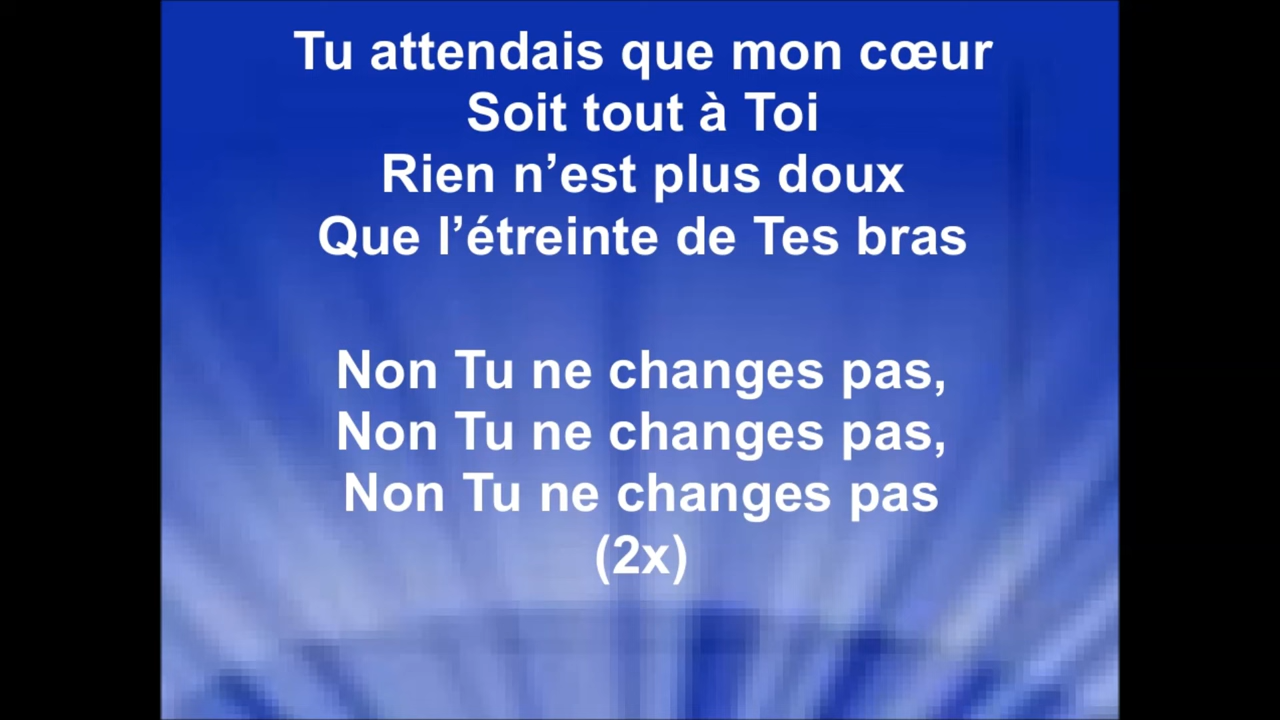 Tu attendais que mon cœur
Soit tout à Toi
Rien n’est plus doux
Que l’étreinte de Tes bras
Non Tu ne changes pas,
Non Tu ne changes pas,
Non Tu ne changes pas
(2x)